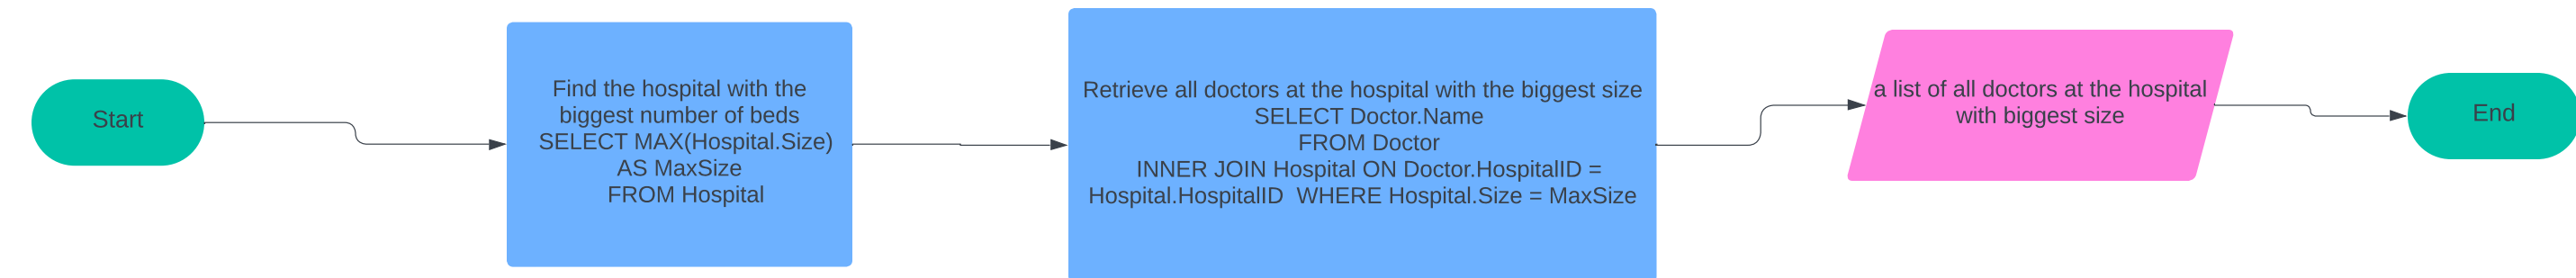 Start
Find the hospital with the
biggest number of beds
SELECT MAX(Hospital.Size)
AS MaxSize
FROM Hospital
Retrieve all doctors at the hospital with the biggest size
SELECT Doctor.Name
FROM Doctor
INNER JOIN Hospital ON Doctor.HospitalID =
Hospital.HospitalID  WHERE Hospital.Size = MaxSize
a list of all doctors at the hospital
with biggest size
End